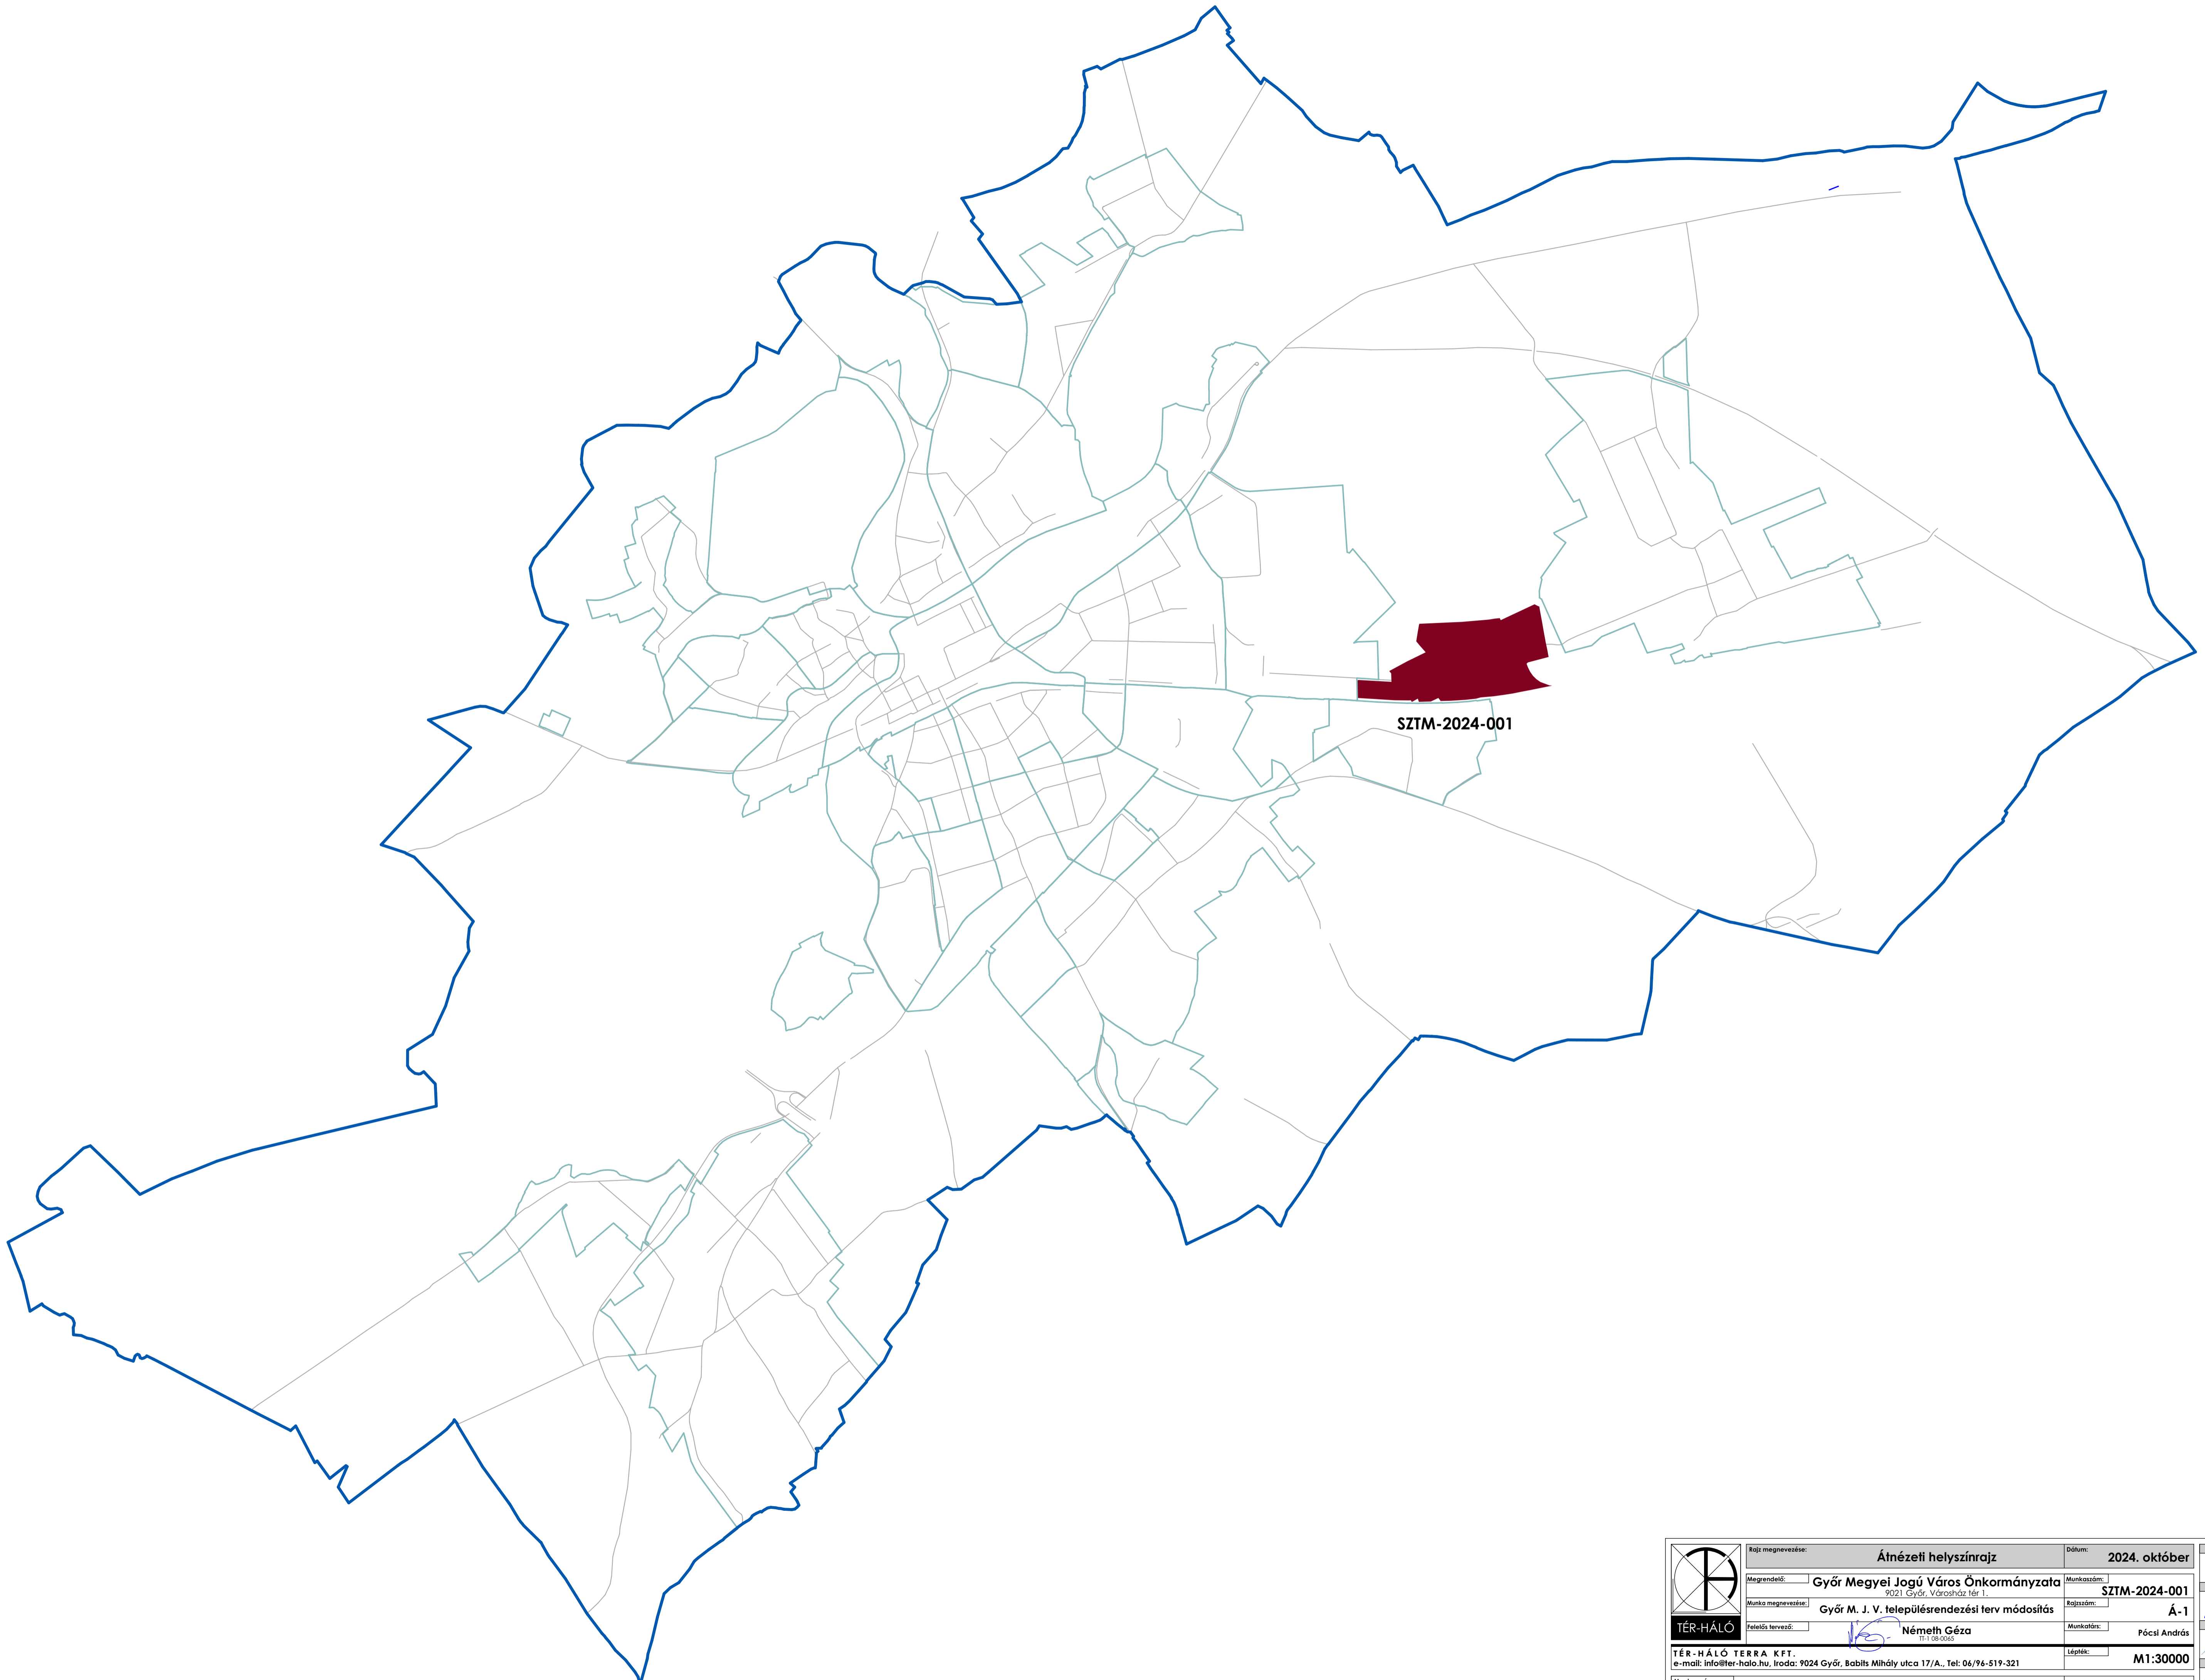 SZTM-2024-001
Rajz megnevezése:
Átnézeti helyszínrajz
Dátum:
2024. október
Megrendelő:
Győr Megyei Jogú Város Önkormányzata
9021 Győr, Városház tér 1.
Munkaszám:
SZTM-2024-001
Munka megnevezése:
Győr M. J. V. településrendezési terv módosítás
Rajzszám:
Á-1
TÉR-HÁLÓ
Felelős tervező:
Németh Géza
TT-1 08-0065
Munkatárs:
Pócsi András
TÉR-HÁLÓ TERRA KFT.
e-mail: info@ter-halo.hu, Iroda: 9024 Győr, Babits Mihály utca 17/A., Tel: 06/96-519-321
Lépték:
M1:30000